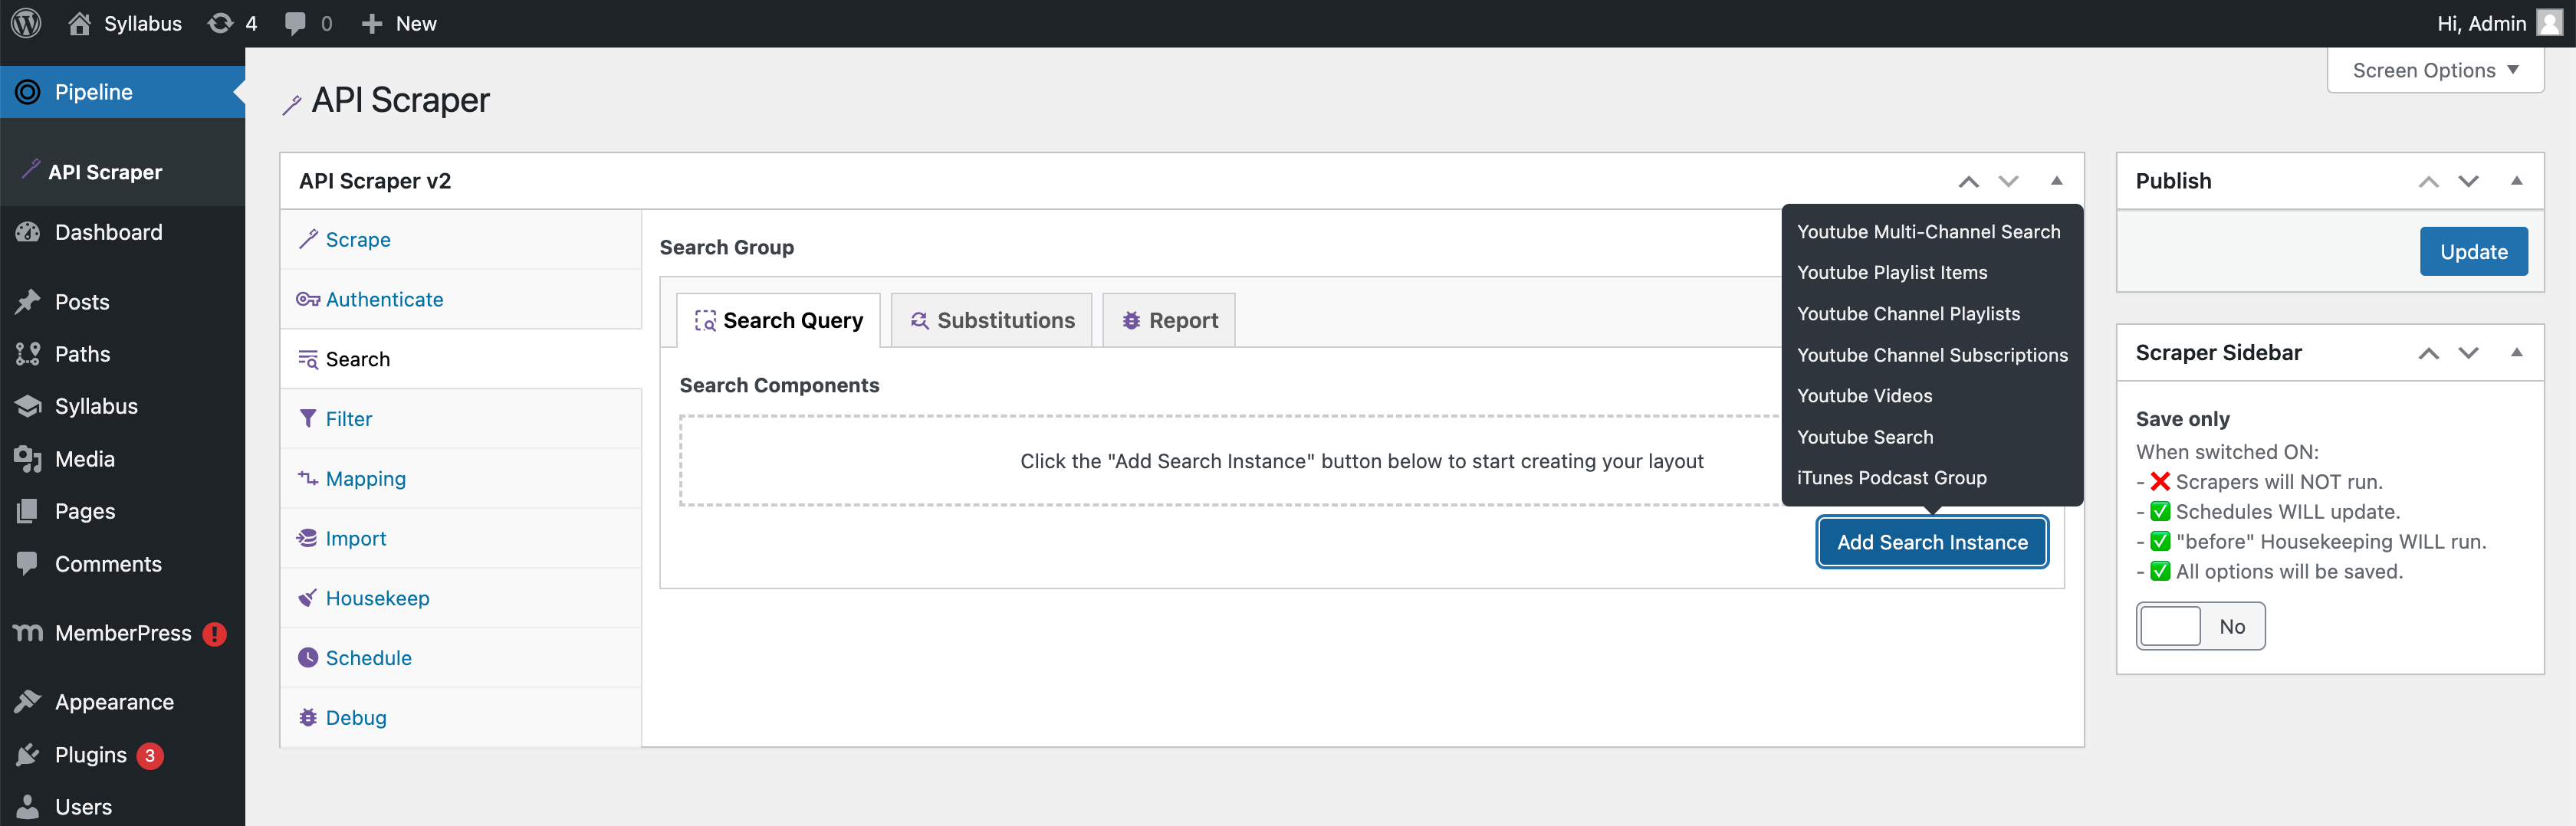 Syllabus 4 0 New
Hi, Admin
Screen Options
Pipeline
API Scraper
Dashboard
Posts
Paths
Syllabus
Media
Pages
Comments
MemberPress !
Appearance
Plugins 3
Users
API Scraper
API Scraper v2
Scrape
Authenticate
Search
Filter
Mapping
Import
Housekeep
Schedule
Debug
Search Group
Search Query
Substitutions
Report
Search Components
Click the "Add Search Instance" button below to start creating your layout
Youtube Multi-Channel Search
Youtube Playlist Items
Youtube Channel Playlists
Youtube Channel Subscriptions
Youtube Videos
Youtube Search
iTunes Podcast Group
Add Search Instance
Publish
Update
Scraper Sidebar
Save only
When switched ON:
- ❌ Scrapers will NOT run.
- ✅ Schedules WILL update.
- ✅ "before" Housekeeping WILL run.
- ✅ All options will be saved.
No